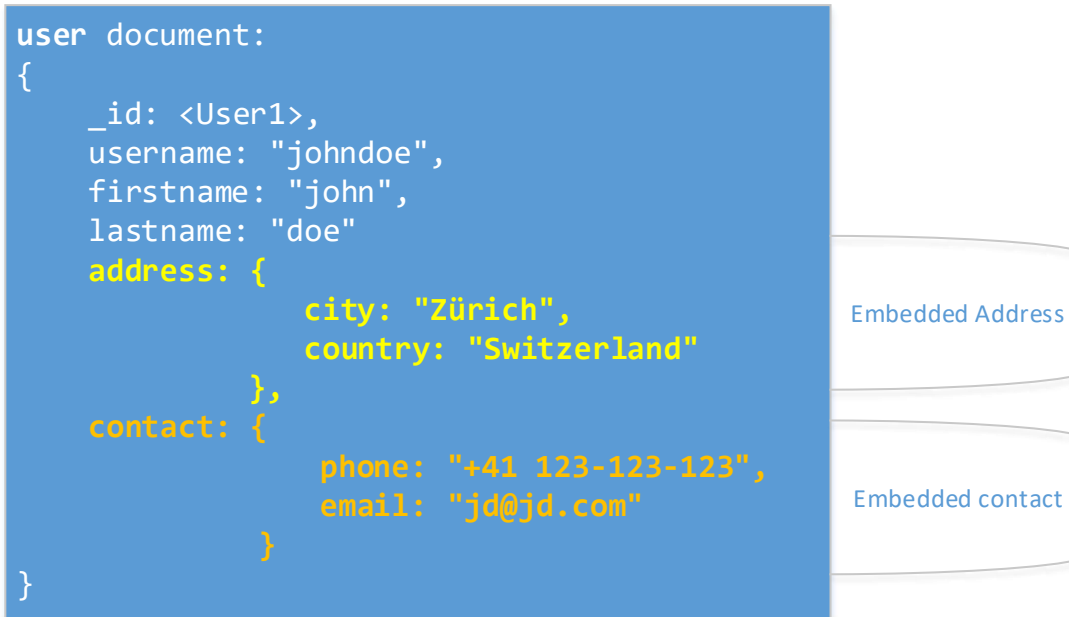 user document:
{
_id: <User1>,
username: "johndoe",
firstname: "john",
lastname: "doe"
address: {
city: "Zürich",
country: "Switzerland"
},
contact: {
phone: "+41 123-123-123",
email: "jd@jd.com"
}
}
Embedded Address
Embedded contact